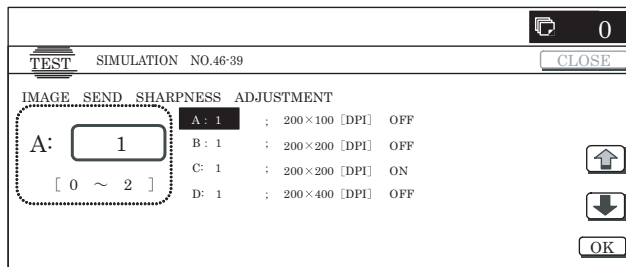 0
TEST SIMULATION NO.46-39 CLOSE
IMAGE SEND SHARPNESS ADJUSTMENT
A: 1 [ 0 ～ 2 ]
A : 1 ; 200×100 [DPI] OFF
B : 1 ; 200×200 [DPI] OFF
C: 1 ; 200×200 [DPI] ON
D: 1 ; 200×400 [DPI] OFF
OK